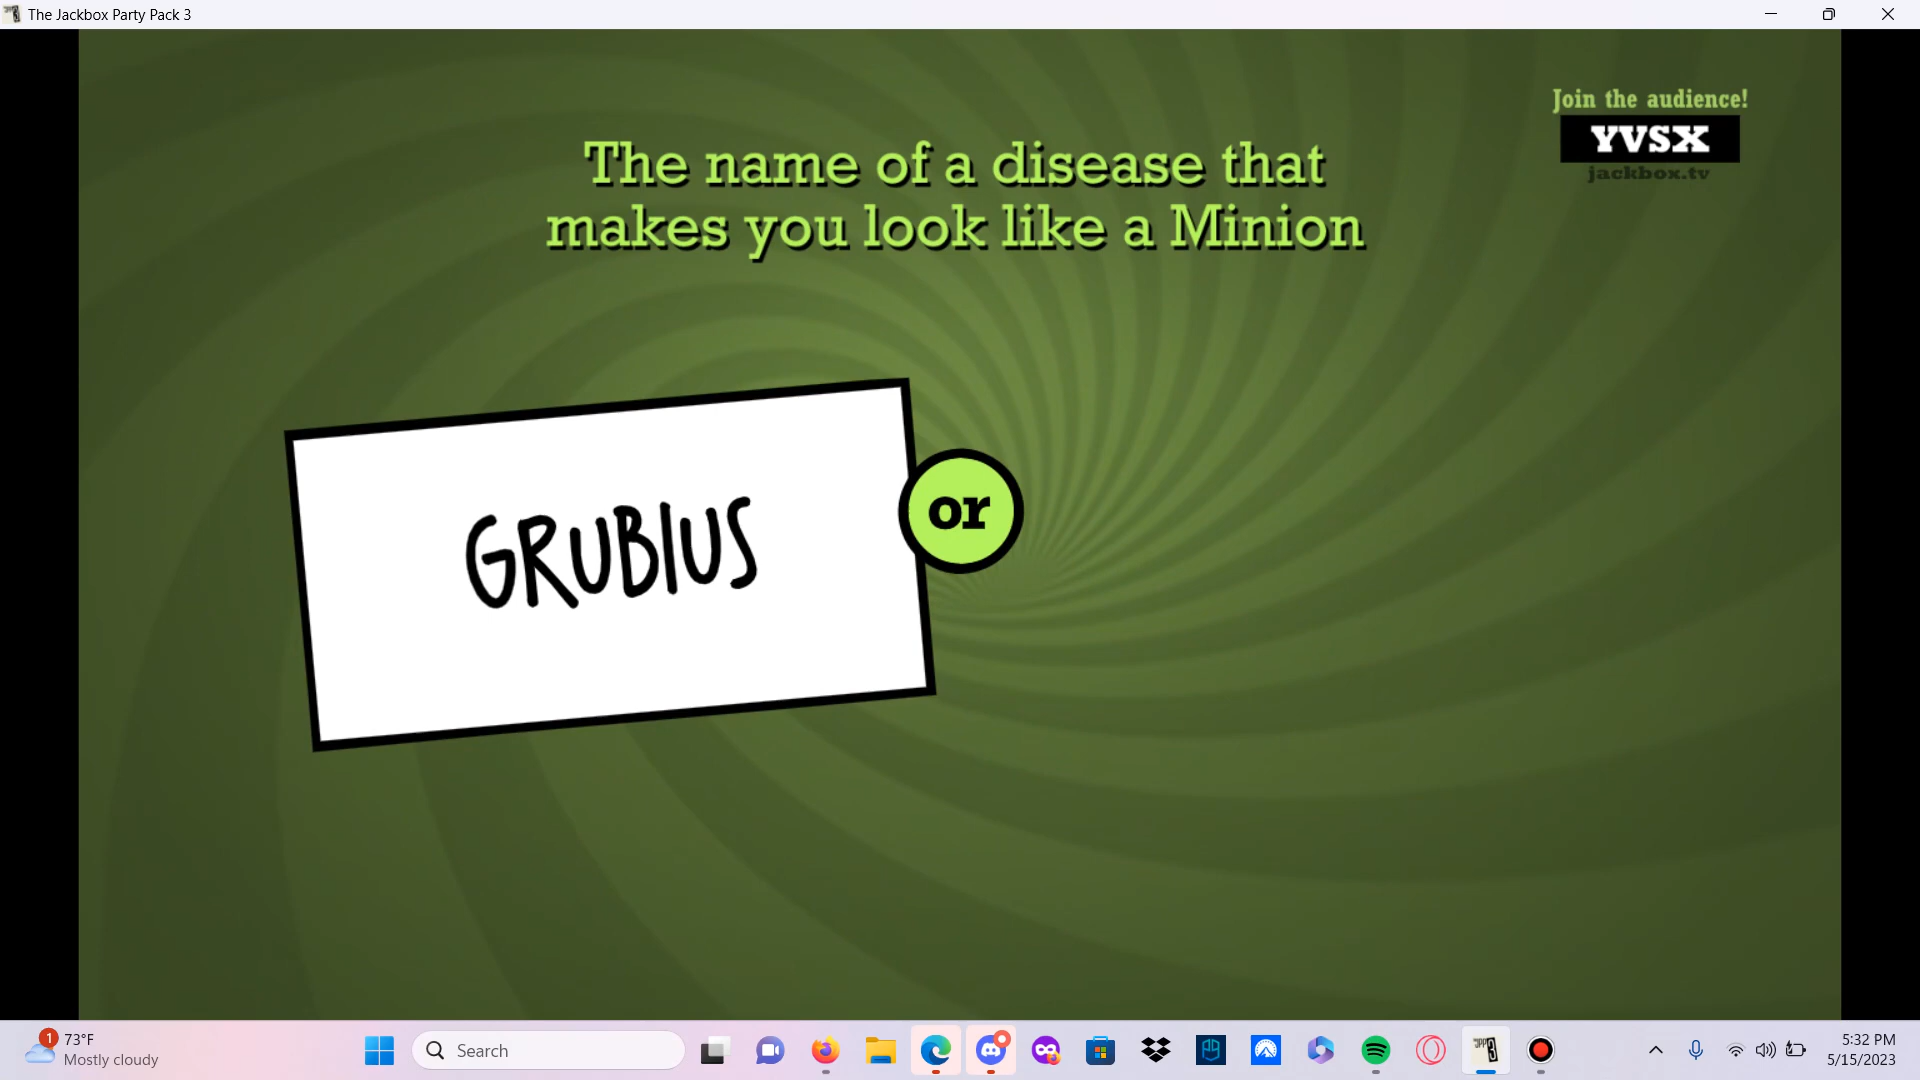 The Jackbox Party Pack 3
Join the audience!
YVSX
jackbox.tv
The name of a disease that
makes you look like a Minion
GRUBIUS
or
1
73°F
Mostly cloudy
Search
5:32 PM
5/15/2023